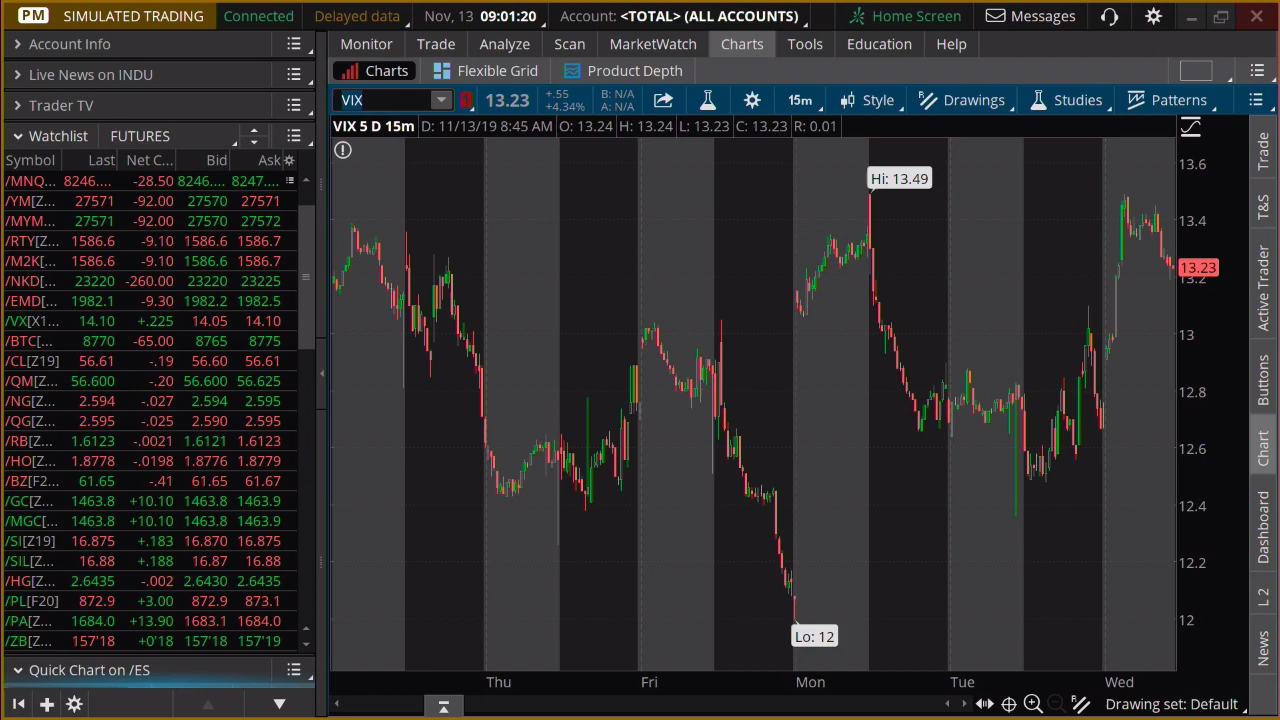 PM SIMULATED TRADING Connected Delayed data Nov, 13 09:01:20 Account: <TOTAL> (ALL ACCOUNTS) Home Screen Messages
Account Info
Live News on INDU
Trader TV
Watchlist FUTURES
Symbol Last Net C... Bid Ask
/MNQ... 8246.... -28.50 8246.... 8247....
/YM[Z... 27571 -92.00 27570 27571
/MYM... 27571 -92.00 27570 27572
/RTY[Z... 1586.6 -9.10 1586.6 1586.7
/M2K[... 1586.6 -9.10 1586.6 1586.7
/NKD[... 23220 -260.00 23220 23225
/EMD[... 1982.1 -9.30 1982.2 1982.5
/VX[X1... 14.10 +.225 14.05 14.10
/BTC[... 8770 -65.00 8765 8775
/CL[Z19] 56.61 -.19 56.60 56.61
/QM[Z... 56.600 -.20 56.600 56.625
/NG[Z... 2.594 -.027 2.594 2.595
/QG[Z... 2.595 -.025 2.590 2.595
/RB[Z... 1.6123 -.0021 1.6121 1.6123
/HO[Z... 1.8778 -.0198 1.8776 1.8779
/BZ[F2... 61.65 -.41 61.65 61.67
/GC[Z... 1463.8 +10.10 1463.8 1463.9
/MGC[... 1463.8 +10.10 1463.8 1463.9
/SI[Z19] 16.875 +.183 16.870 16.875
/SIL[Z... 16.88 +.188 16.87 16.88
/HG[Z... 2.6435 -.002 2.6430 2.6435
/PL[F20] 872.9 +3.00 872.9 873.1
/PA[Z... 1684.0 +13.90 1683.1 1684.0
/ZB[Z... 157'18 +0'18 157'18 157'19
Quick Chart on /ES
Monitor Trade Analyze Scan MarketWatch Charts Tools Education Help
Charts Flexible Grid Product Depth
VIX 1 13.23 +.55 +4.34% B: N/A A: N/A 15m Style Drawings Studies Patterns
VIX 5 D 15m D: 11/13/19 8:45 AM O: 13.24 H: 13.24 L: 13.23 C: 13.23 R: 0.01
Hi: 13.49
Lo: 12
13.6
13.4
13.23
13.2
13
12.8
12.6
12.4
12.2
12
Thu Fri Mon Tue Wed
Drawing set: Default
Trade
T&S
Active Trader
Buttons
Chart
Dashboard
L 2
News